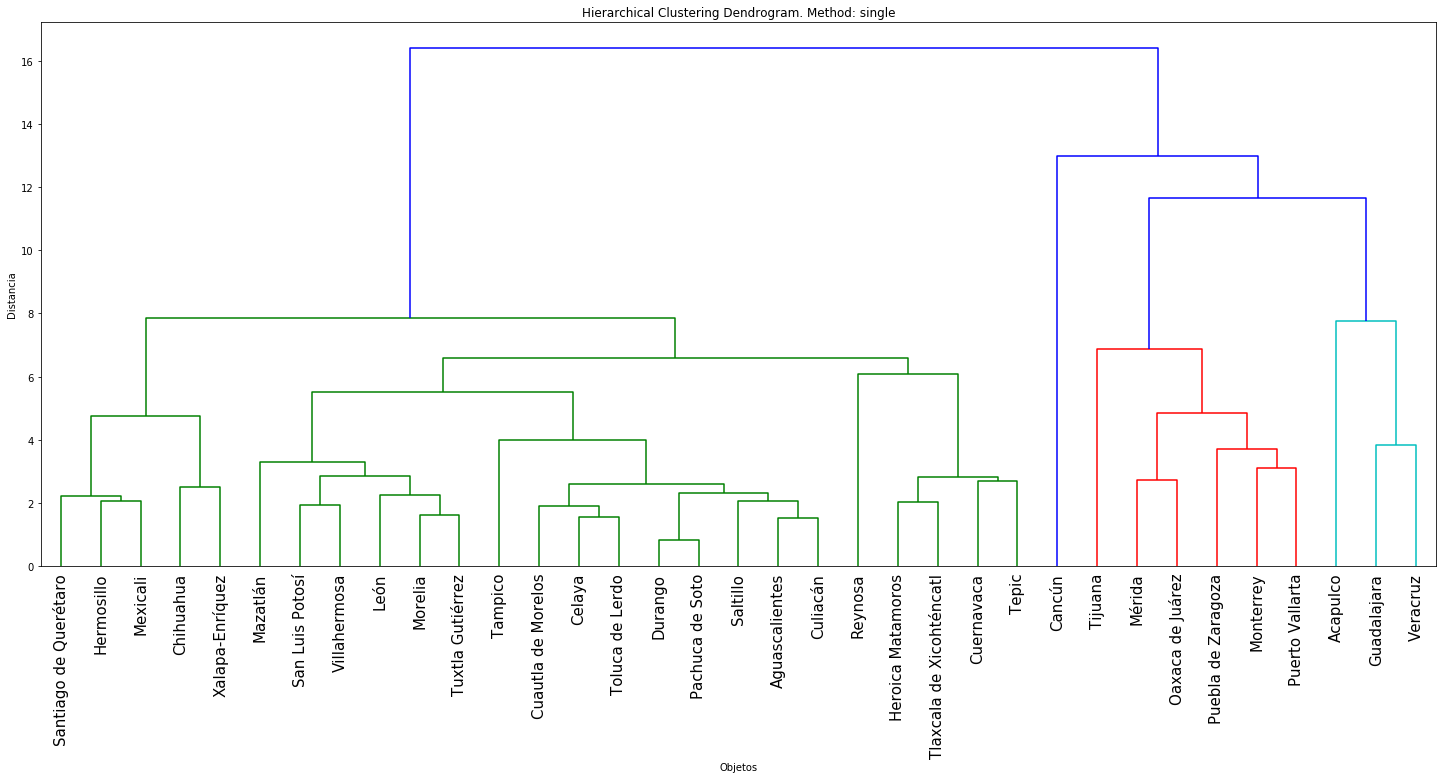 Hierarchical Clustering Dendrogram. Method: single
16
14
12
10
8
6
4
2
0
Distancia
Santiago de Querétaro
Hermosillo
Mexicali
Chihuahua
Xalapa-Enríquez
Mazatlán
San Luis Potosí
Villahermosa
León
Morelia
Tuxtla Gutiérrez
Tampico
Cuautla de Morelos
Celaya
Toluca de Lerdo
Durango
Pachuca de Soto
Saltillo
Aguascalientes
Culiacán
Reynosa
Heroica Matamoros
Tlaxcala de Xicohténcatl
Cuernavaca
Tepic
Cancún
Tijuana
Mérida
Oaxaca de Juárez
Puebla de Zaragoza
Monterrey
Puerto Vallarta
Acapulco
Guadalajara
Veracruz
Objetos